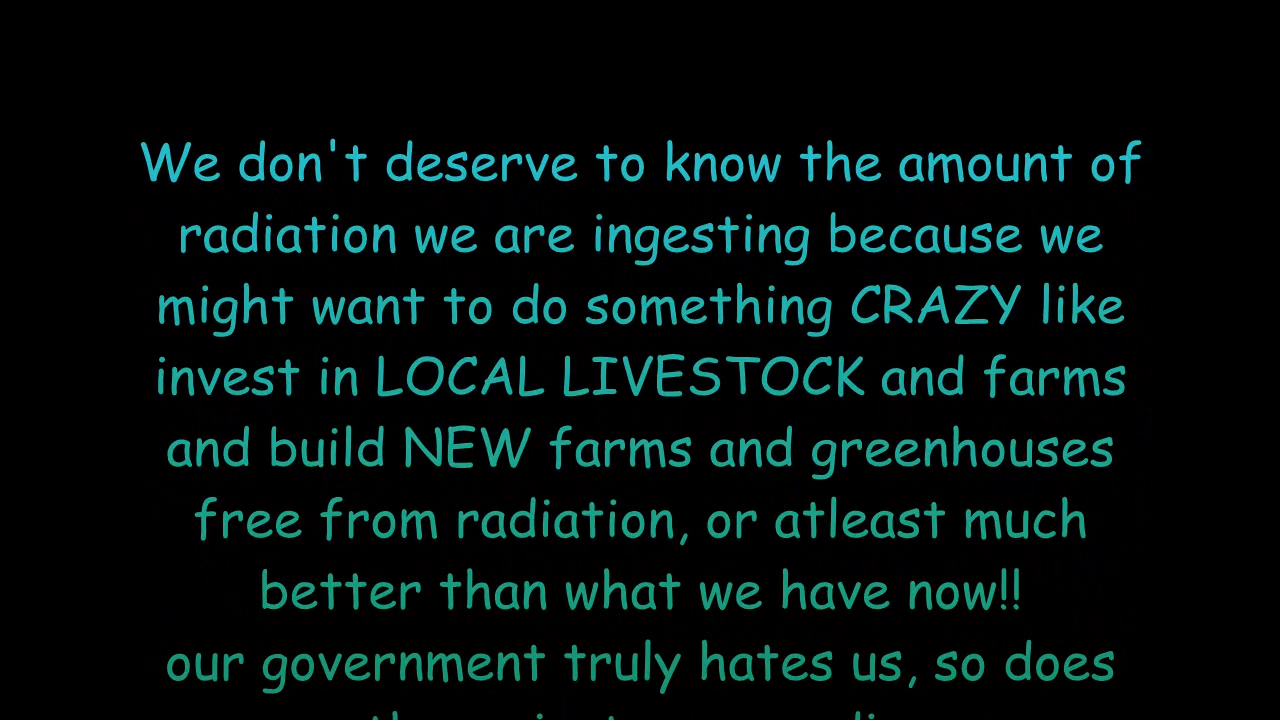 We don't deserve to know the amount of
radiation we are ingesting because we
might want to do something CRAZY like
invest in LOCAL LIVESTOCK and farms
and build NEW farms and greenhouses
free from radiation, or atleast much
better than what we have now!!
our government truly hates us, so does